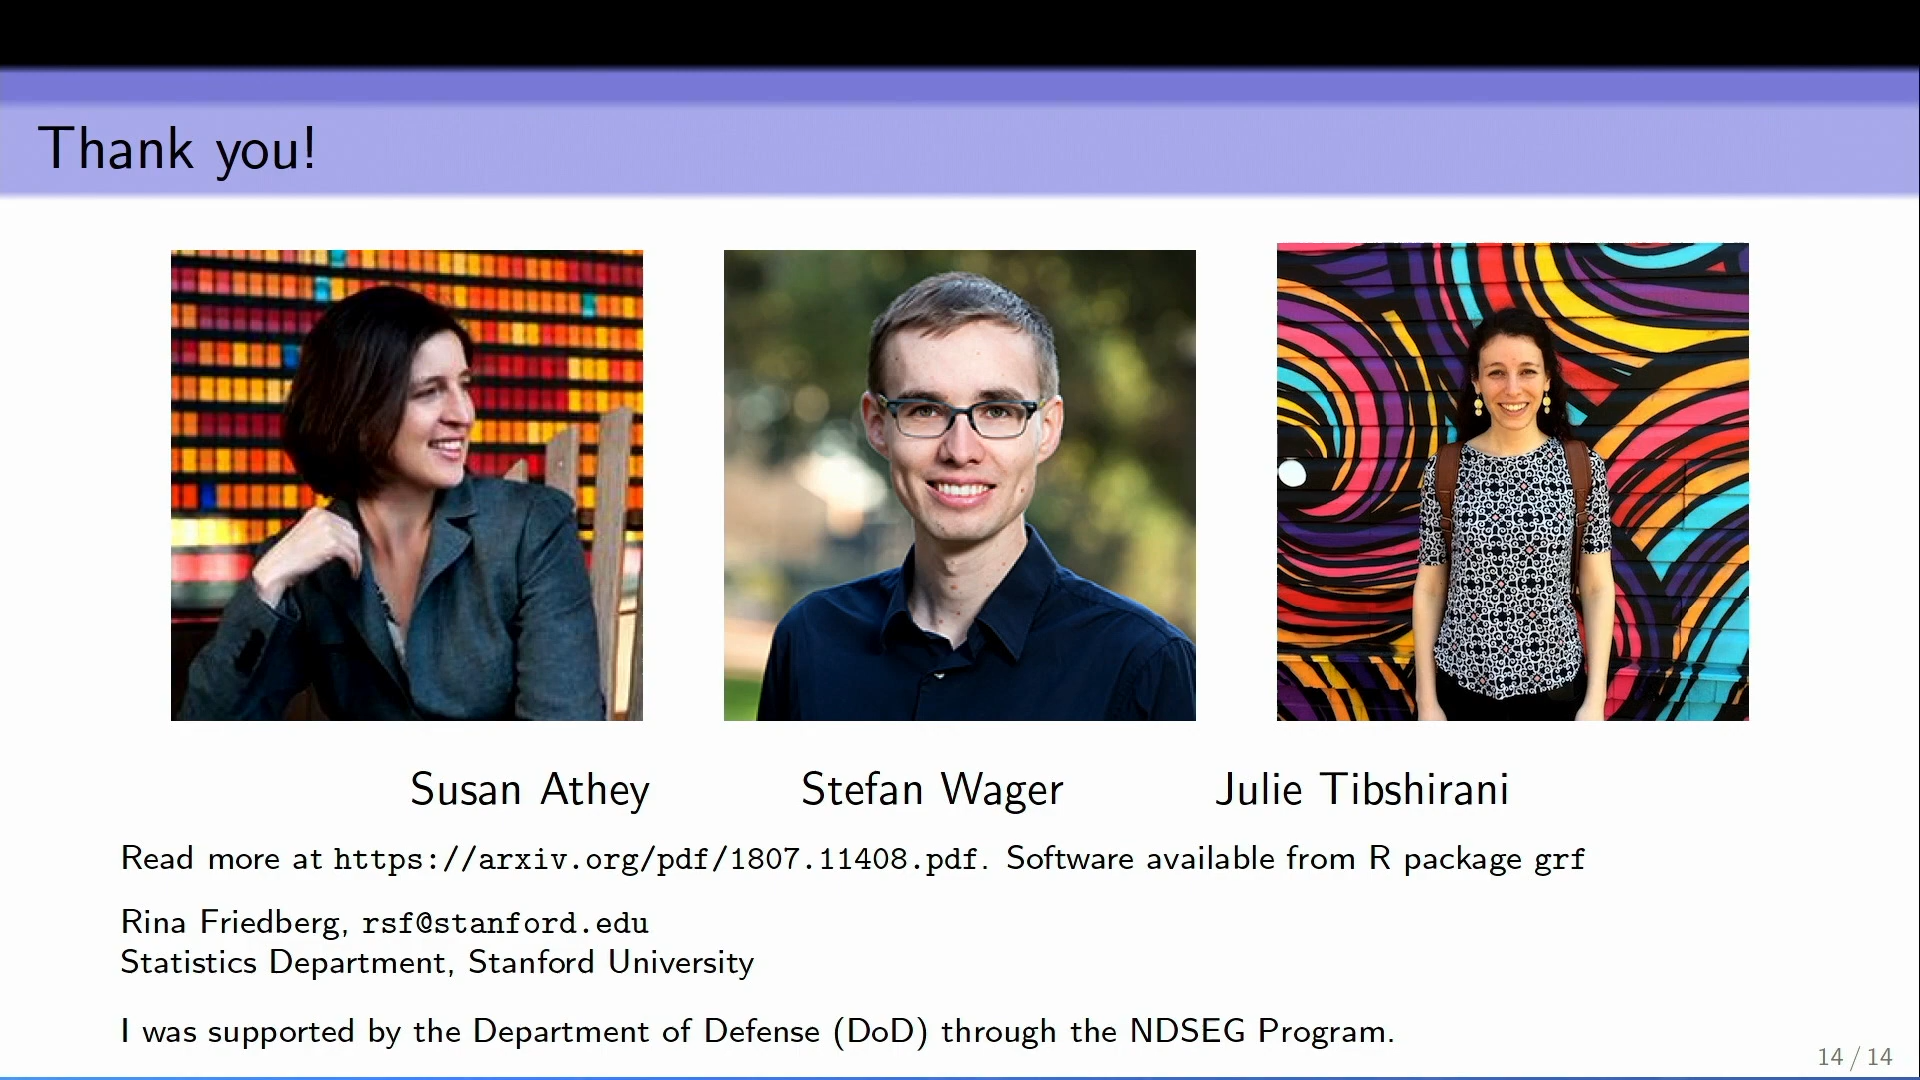 Thank you!
Susan Athey Stefan Wager Julie Tibshirani
Read more at https://arxiv.org/pdf/1807.11408.pdf. Software available from R package grf
Rina Friedberg, rsf@stanford.edu
Statistics Department, Stanford University
I was supported by the Department of Defense (DoD) through the NDSEG Program.
14 / 14